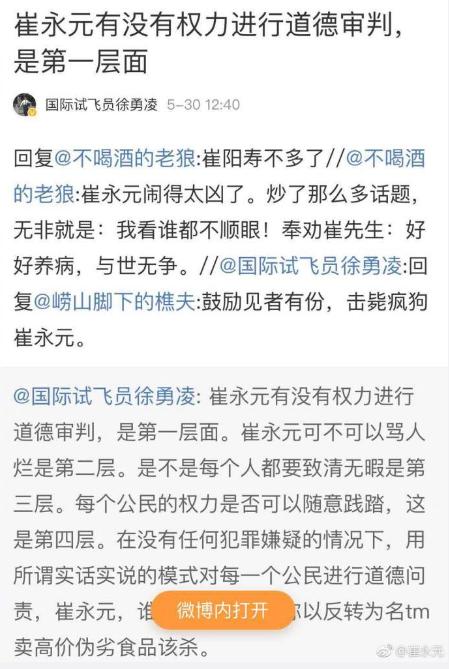 崔永元有没有权力进行道德审判，
是第一层面
国际试飞员徐勇凌 5-30 12:40
回复@不喝酒的老狼:崔阳寿不多了//@不喝酒
的老狼:崔永元闹得太凶了。炒了那么多话题，
无非就是：我看谁都不顺眼！奉劝崔先生：好
好养病，与世无争。//@国际试飞员徐勇凌:回
复@崂山脚下的樵夫:鼓励见者有份，击毙疯狗
崔永元。
@国际试飞员徐勇凌: 崔永元有没有权力进行
道德审判，是第一层面。崔永元可不可以骂人
烂是第二层。是不是每个人都要致清无暇是第
三层。每个公民的权力是否可以随意践踏，这
是第四层。在没有任何犯罪嫌疑的情况下，用
所谓实话实说的模式对每一个公民进行道德问
责，崔永元，谁 微博内打开 你以反转为名tm
卖高价伪劣食品该杀。
@崔永元